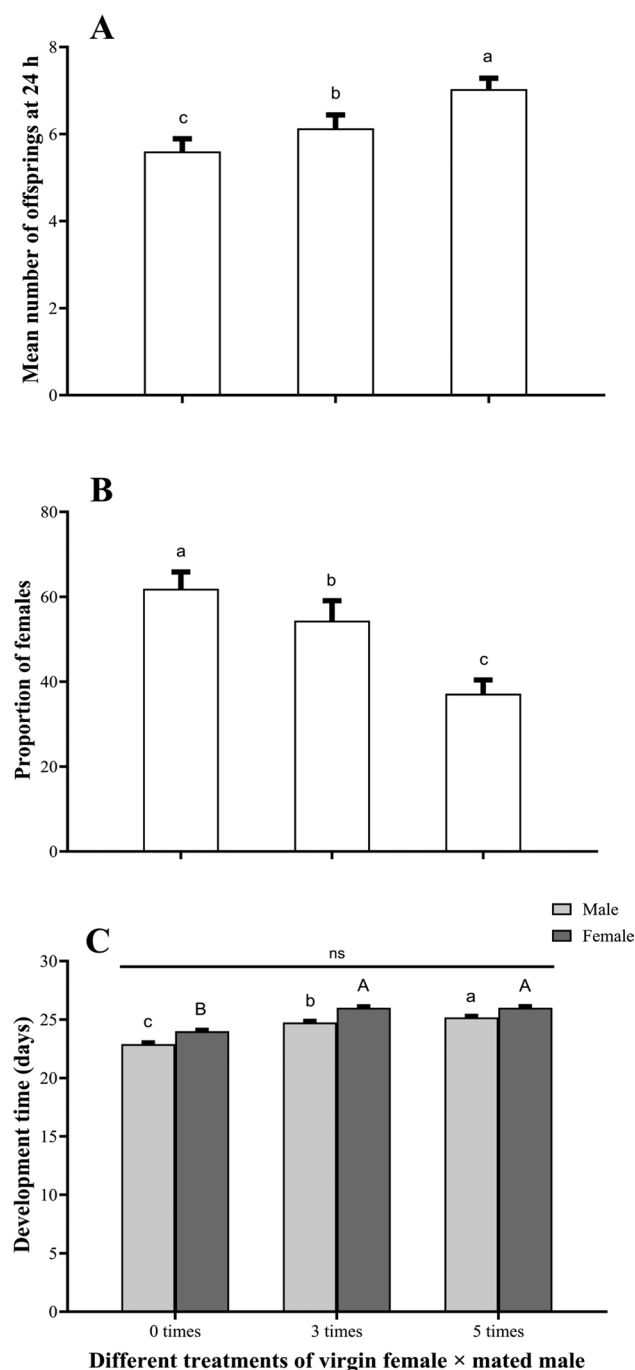 A
Mean number of offsprings at 24 h
8
6
4
2
0
c
b
a
B
Proportion of females
80
60
40
20
0
a
b
c
Male
Female
C
ns
Development time (days)
30
25
20
15
10
5
0
c
B
b
A
a
A
0 times
3 times
5 times
Different treatments of virgin female × mated male